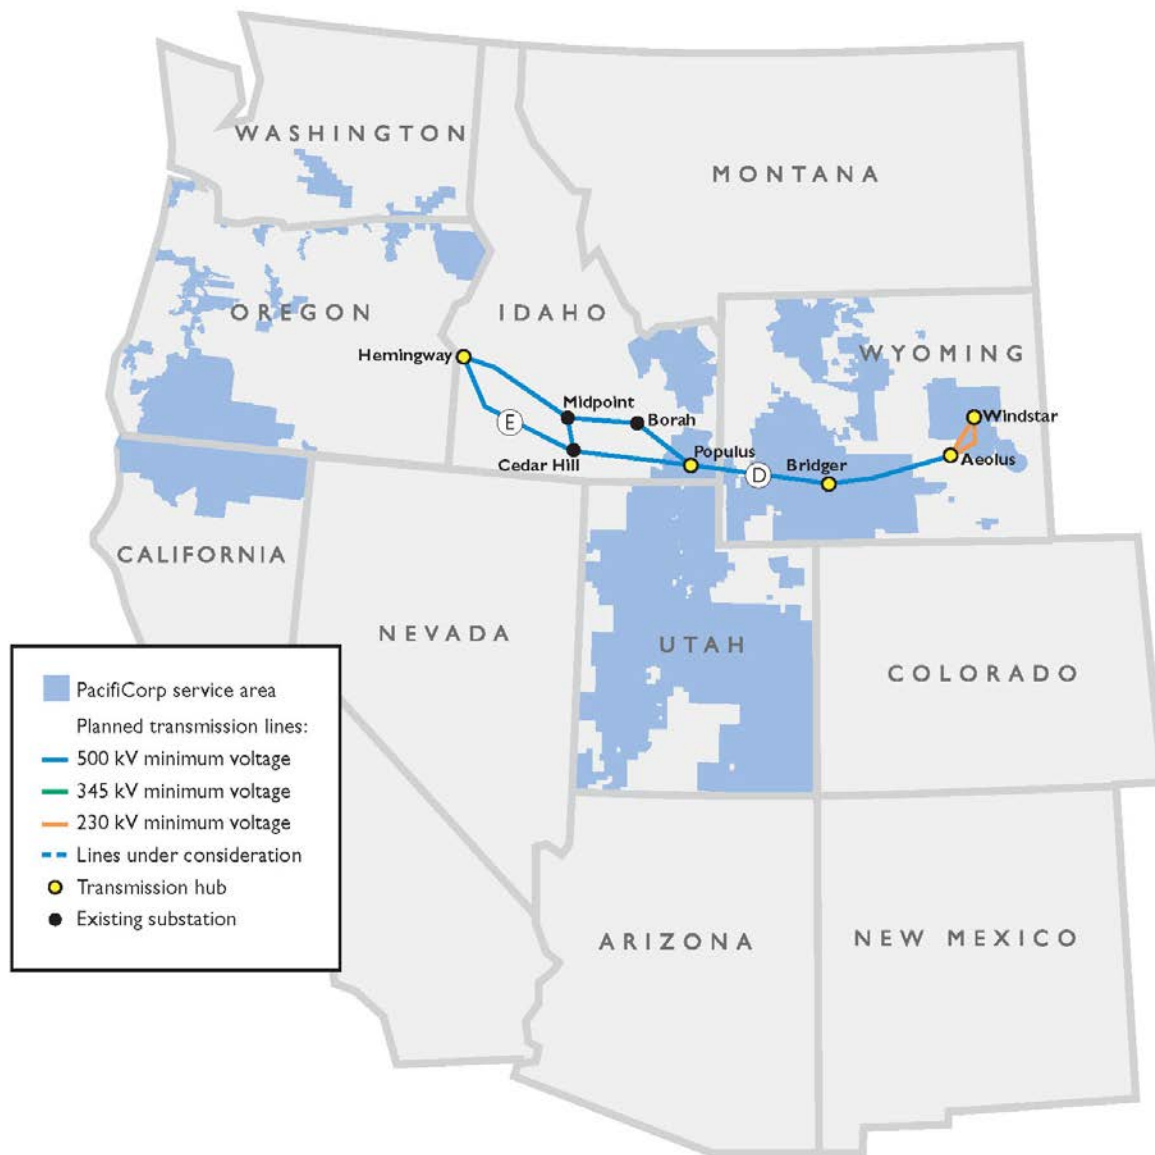 WASHINGTON
MONTANA
OREGON
IDAHO
WYOMING
Hemingway
Midpoint
Borah
Windstar
E
Cedar Hill
Populus
Bridger
Aeolus
D
CALIFORNIA
NEVADA
UTAH
COLORADO
PacifiCorp service area
Planned transmission lines:
500 kV minimum voltage
345 kV minimum voltage
230 kV minimum voltage
Lines under consideration
Transmission hub
Existing substation
ARIZONA
NEW MEXICO